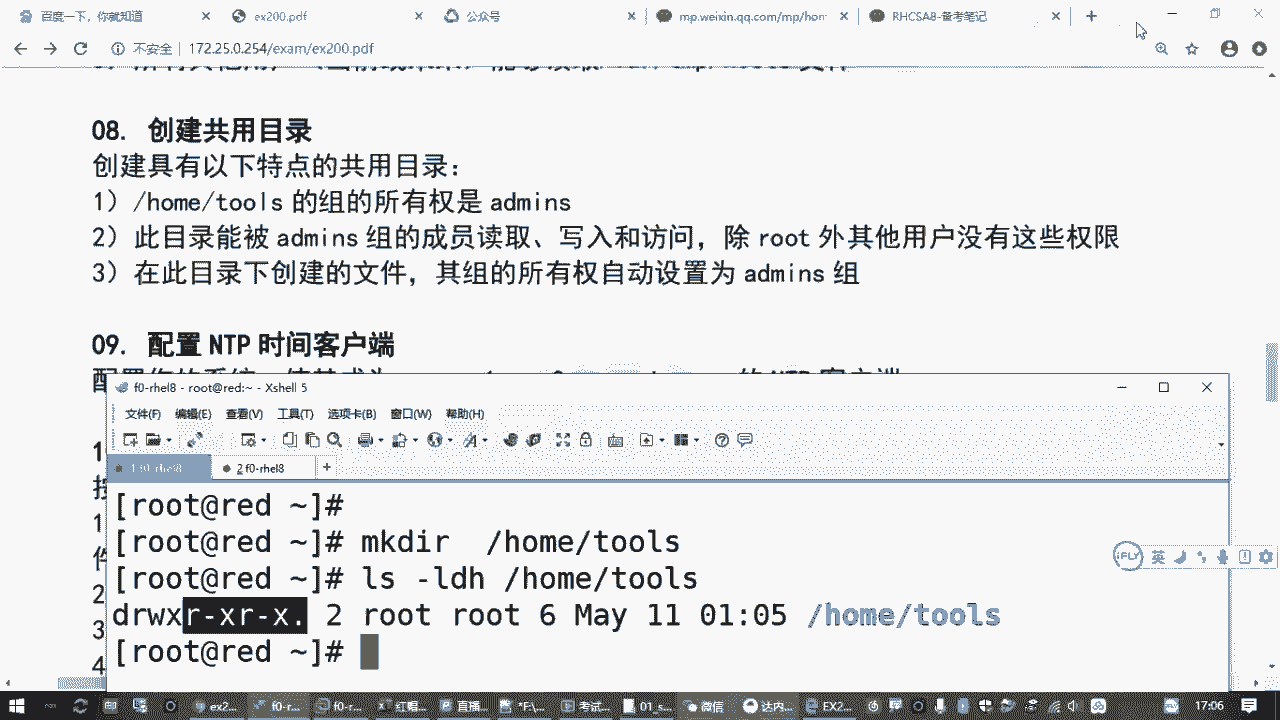 百度一下，你就知道 ex200.pdf 公众号 mp.weixin.qq.com/mp/hom RHCSA8-备考笔记
不安全 172.25.0.254/exam/ex200.pdf
08. 创建共用目录
创建具有以下特点的共用目录：
1）/home/tools 的组的所有权是 admins
2）此目录能被 admins 组的成员读取、写入和访问，除 root 外其他用户没有这些权限
3）在此目录下创建的文件，其组的所有权自动设置为 admins 组
09. 配置 NTP 时间客户端
f0-rhel8 - root@red:~ - Xshell 5
文件(F) 编辑(E) 查看(V) 工具(T) 选项卡(B) 窗口(W) 帮助(H)
1 f0-rhel8 2 f0-rhel8
[root@red ~]#
[root@red ~]# mkdir  /home/tools
[root@red ~]# ls -ldh /home/tools
drwxr-xr-x. 2 root root 6 May 11 01:05 /home/tools
[root@red ~]#
iFLY 英
ex2... f0-r... f0-r... 红帽... 直播... "F\... 考试... 01_s... 微信 达内... EX2... 17:06